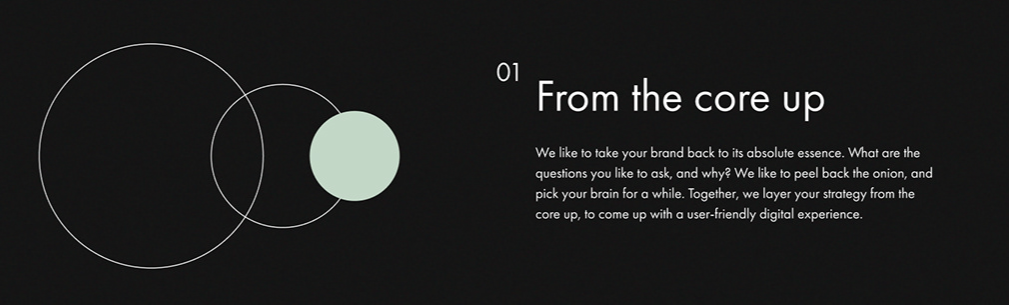 01
From the core up
We like to take your brand back to its absolute essence. What are the
questions you like to ask, and why? We like to peel back the onion, and
pick your brain for a while. Together, we layer your strategy from the
core up, to come up with a user-friendly digital experience.